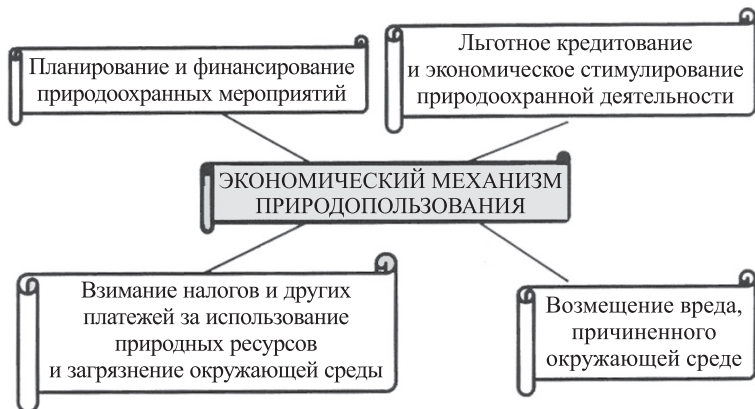 Планирование и финансирование
природоохранных мероприятий
Льготное кредитование
и экономическое стимулирование
природоохранной деятельности
ЭКОНОМИЧЕСКИЙ МЕХАНИЗМ
ПРИРОДОПОЛЬЗОВАНИЯ
Взимание налогов и других
платежей за использование
природных ресурсов
и загрязнение окружающей среды
Возмещение вреда,
причиненного
окружающей среде